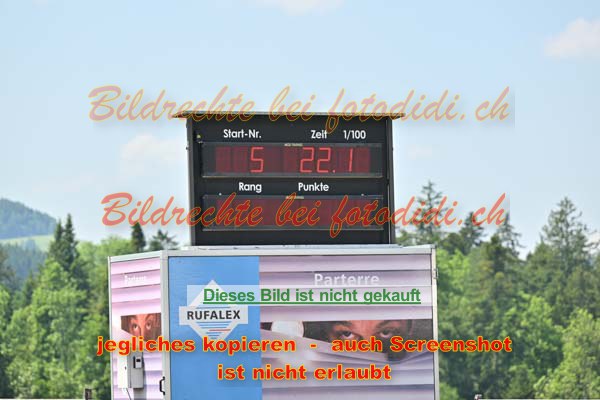 Bildrechte bei fotodidi.ch
Start-Nr. Zeit 1/100
5 22.1
Rang Punkte
Bildrechte bei fotodidi.ch
Parterre Parterre
Dieses Bild ist nicht gekauft
RUFALEX
jegliches kopieren - auch Screenshot
ist nicht erlaubt